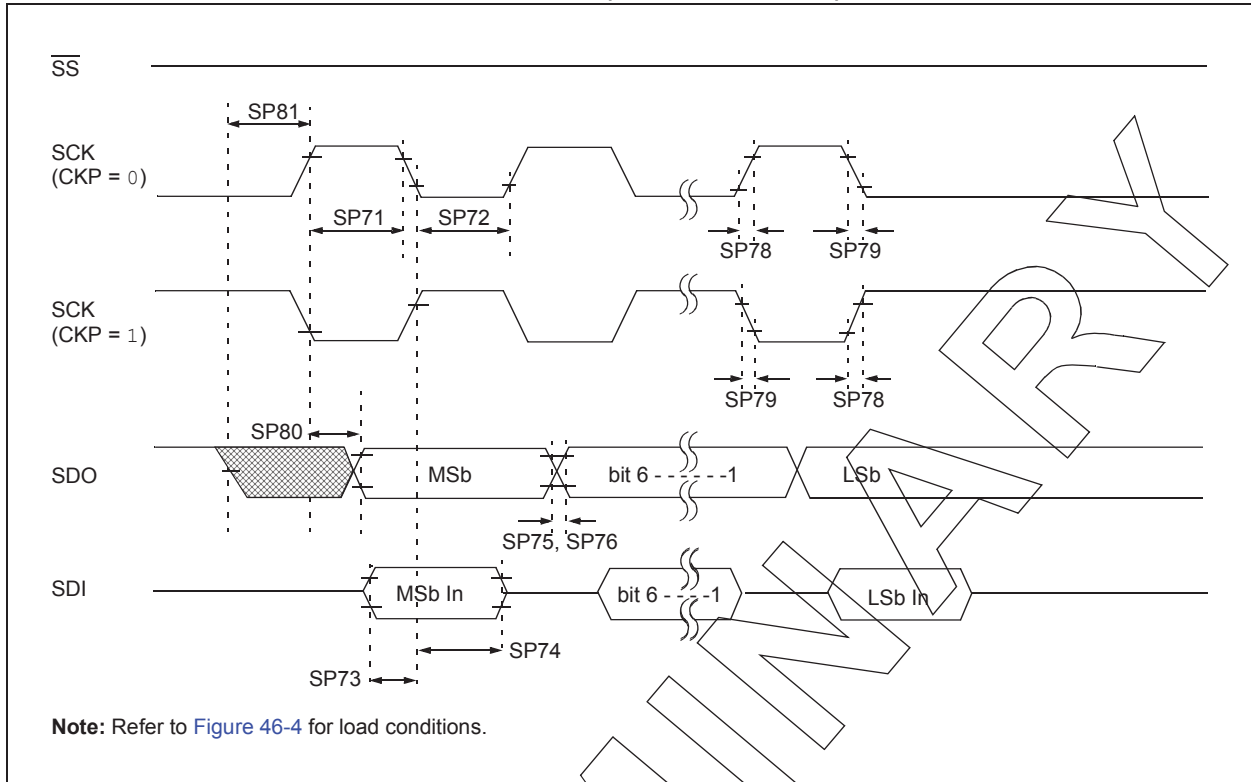 SS
SP81
SCK
(CKP = 0)
SP71
SP72
SP78
SP79
SCK
(CKP = 1)
SP79
SP78
SP80
SDO
MSb
bit 6 - - - - - -1
LSb
SP75, SP76
SDI
MSb In
bit 6 - - - - -1
LSb In
SP74
SP73
Note: Refer to Figure 46-4 for load conditions.
INARY